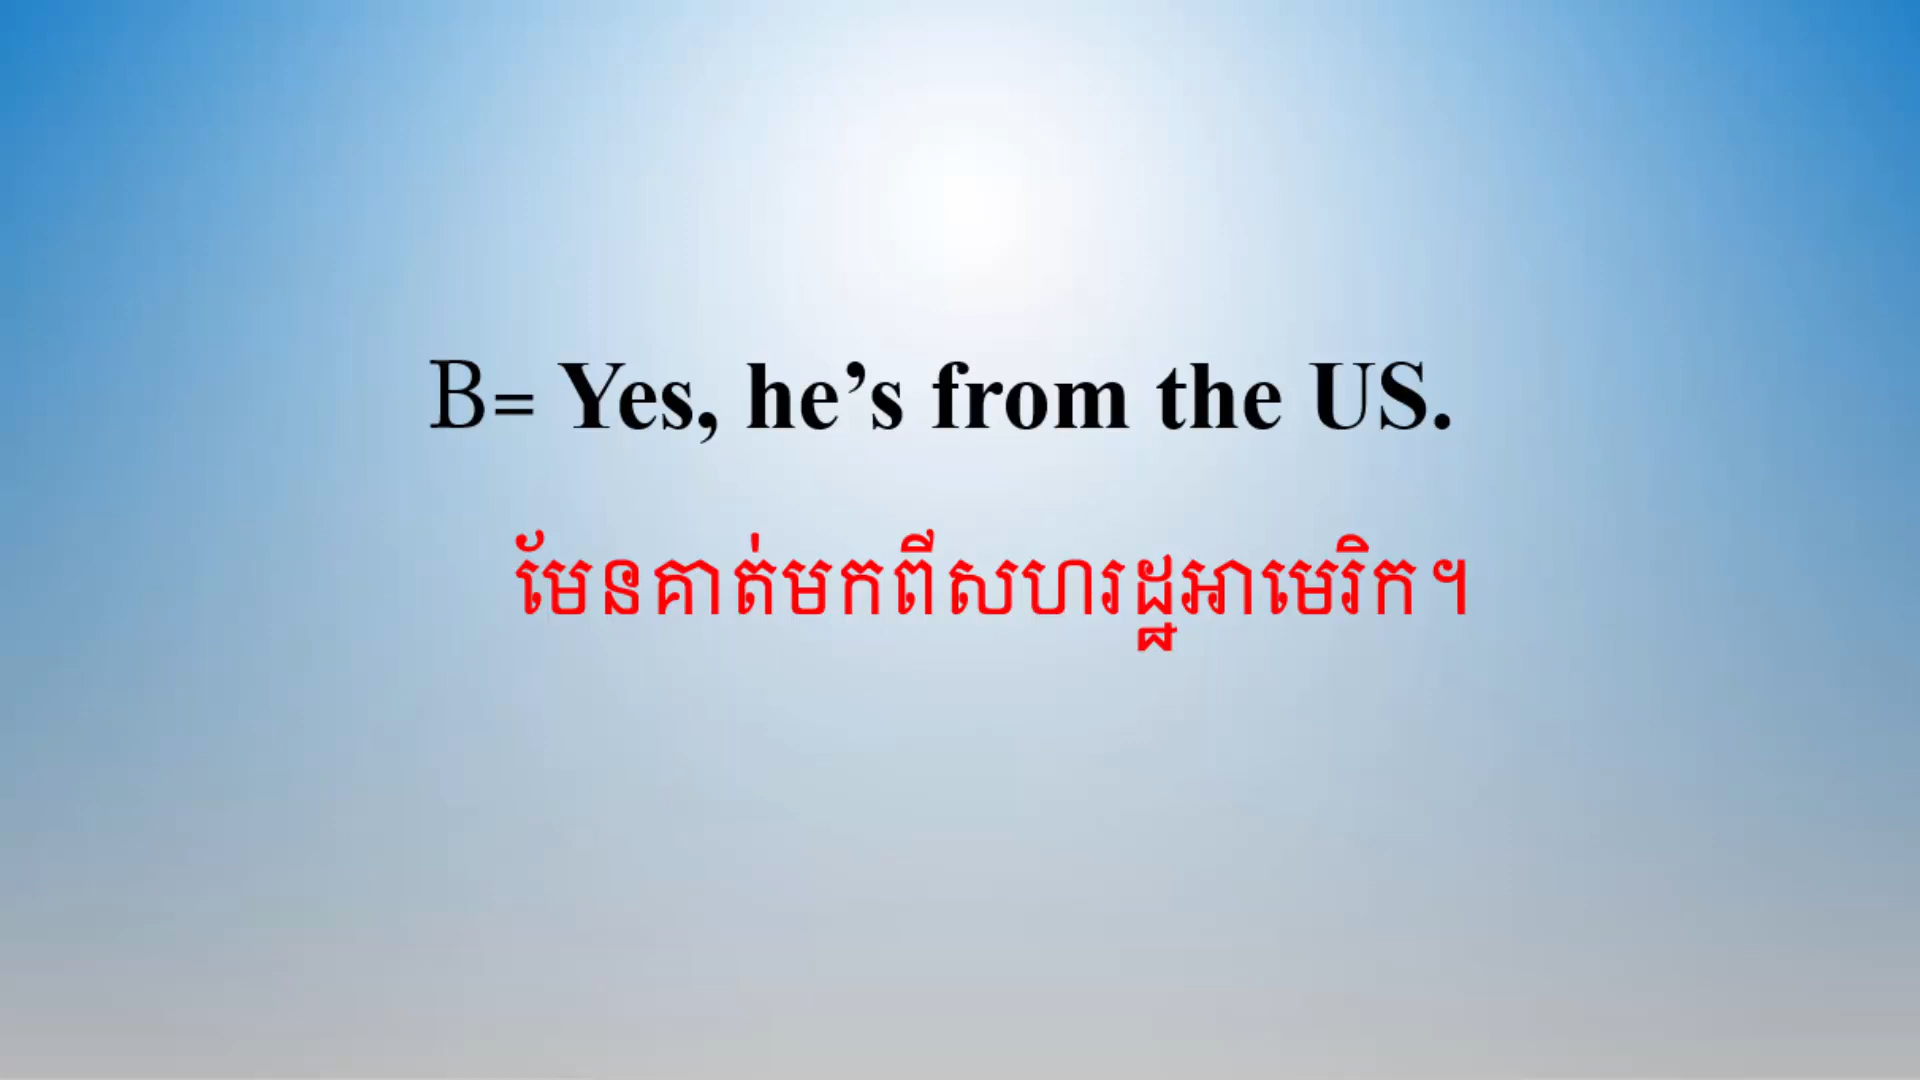 B= Yes, he’s from the US.
មែនគាត់មកពីសហរដ្ឋអាមេរិក។